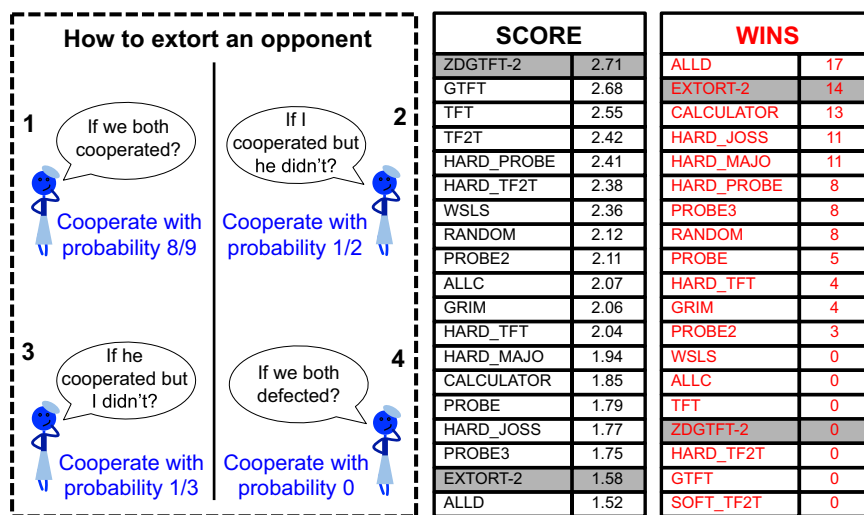 How to extort an opponent
1
If we both
cooperated?
Cooperate with
probability 8/9
2
If I
cooperated but
he didn't?
Cooperate with
probability 1/2
3
If he
cooperated but
I didn't?
Cooperate with
probability 1/3
4
If we both
defected?
Cooperate with
probability 0
SCORE
ZDGTFT-2 2.71
GTFT 2.68
TFT 2.55
TF2T 2.42
HARD_PROBE 2.41
HARD_TF2T 2.38
WSLS 2.36
RANDOM 2.12
PROBE2 2.11
ALLC 2.07
GRIM 2.06
HARD_TFT 2.04
HARD_MAJO 1.94
CALCULATOR 1.85
PROBE 1.79
HARD_JOSS 1.77
PROBE3 1.75
EXTORT-2 1.58
ALLD 1.52
WINS
ALLD 17
EXTORT-2 14
CALCULATOR 13
HARD_JOSS 11
HARD_MAJO 11
HARD_PROBE 8
PROBE3 8
RANDOM 8
PROBE 5
HARD_TFT 4
GRIM 4
PROBE2 3
WSLS 0
ALLC 0
TFT 0
ZDGTFT-2 0
HARD_TF2T 0
GTFT 0
SOFT_TF2T 0